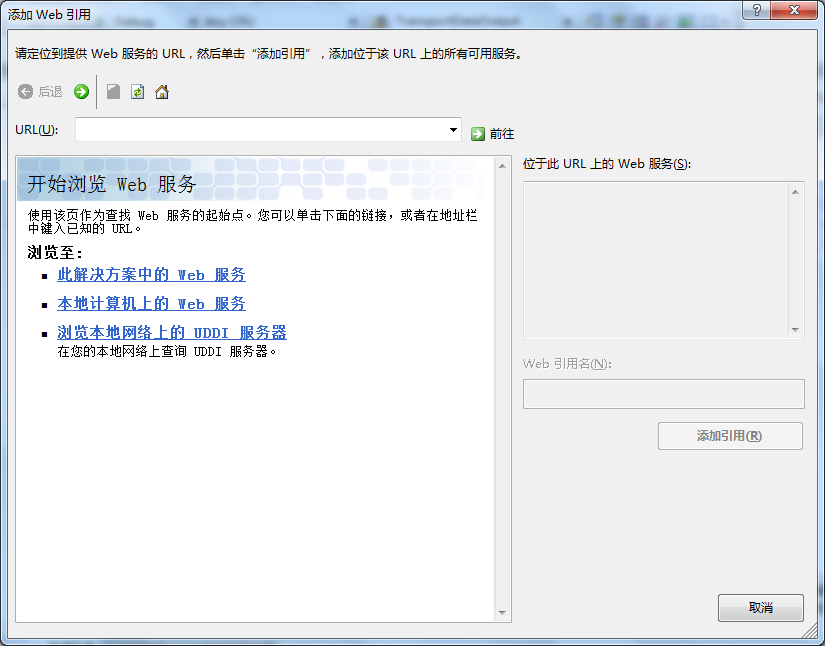 添加 Web 引用
请定位到提供 Web 服务的 URL，然后单击“添加引用”，添加位于该 URL 上的所有可用服务。
后退
URL(U):
前往
开始浏览 Web 服务
使用该页作为查找 Web 服务的起始点。您可以单击下面的链接，或者在地址栏
中键入已知的 URL。
浏览至:
此解决方案中的 Web 服务
本地计算机上的 Web 服务
浏览本地网络上的 UDDI 服务器
在您的本地网络上查询 UDDI 服务器。
位于此 URL 上的 Web 服务(S):
Web 引用名(N):
添加引用(R)
取消